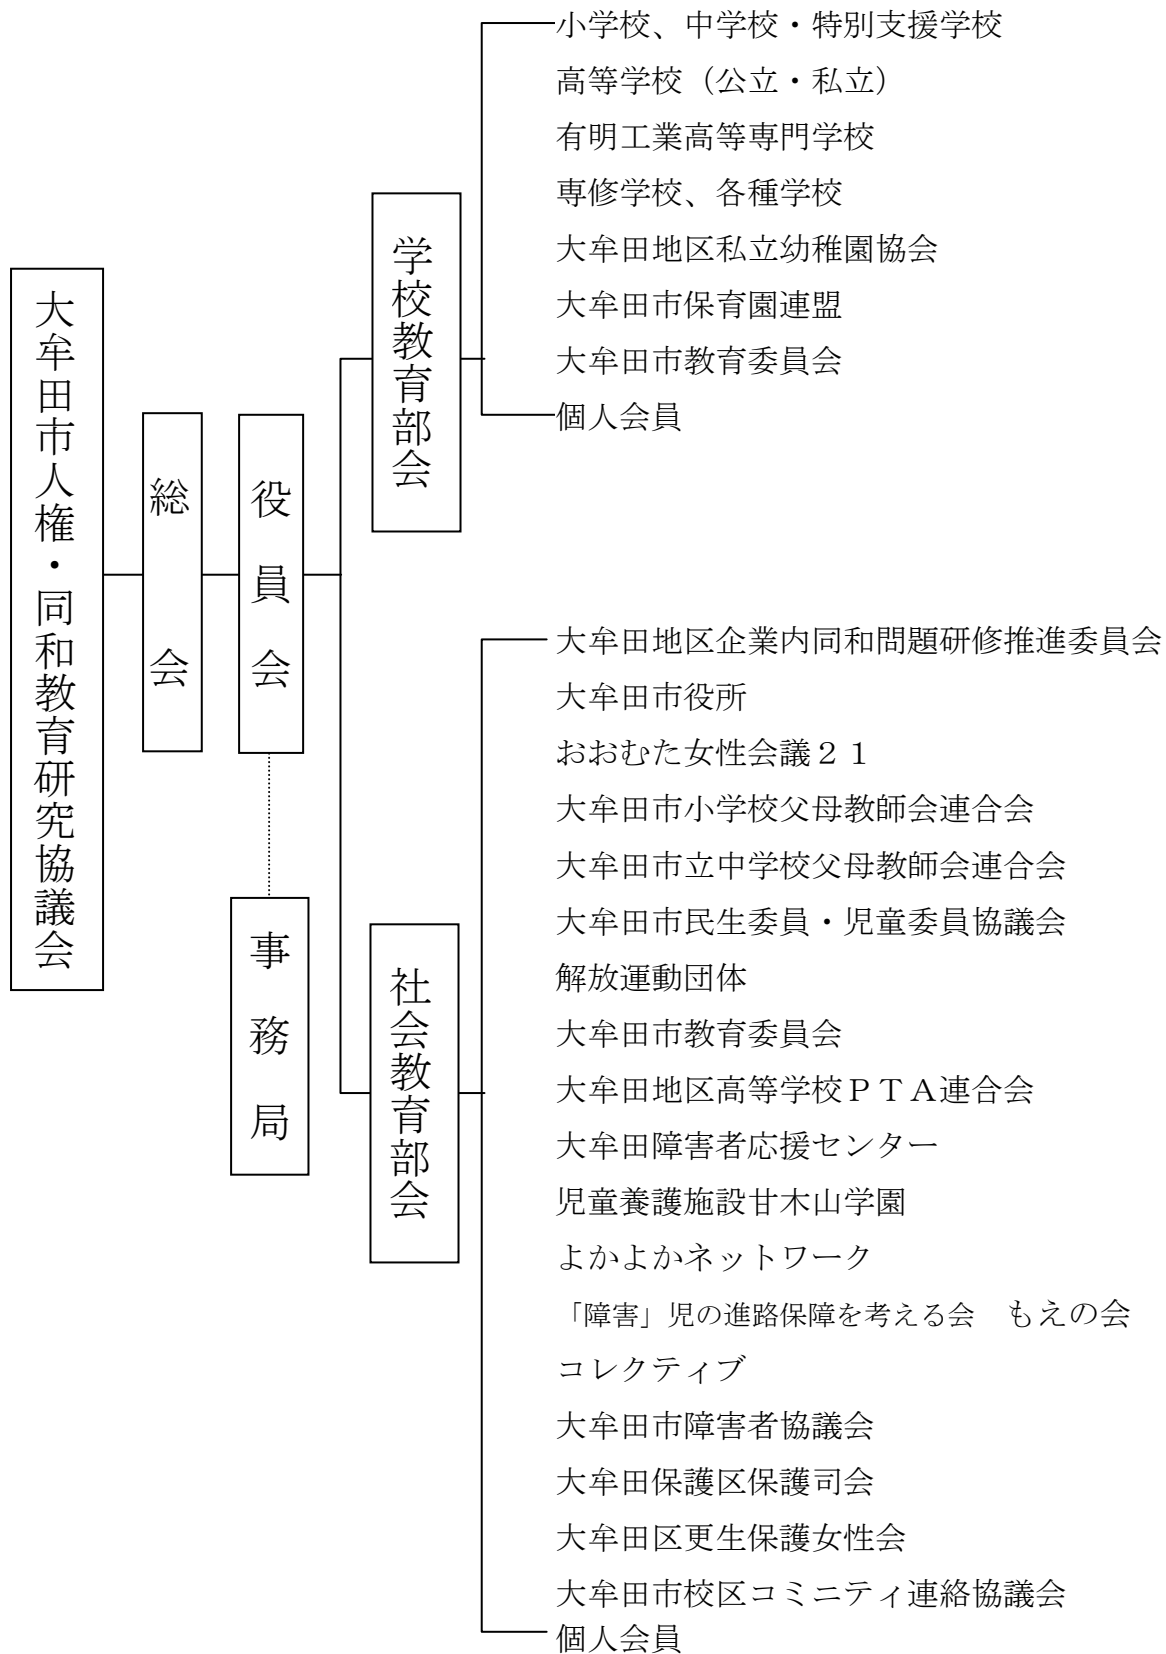 大牟田市人権・同和教育研究協議会
総会
役員会
事務局
学校教育部会
小学校、中学校・特別支援学校
高等学校（公立・私立）
有明工業高等専門学校
専修学校、各種学校
大牟田地区私立幼稚園協会
大牟田市保育園連盟
大牟田市教育委員会
個人会員
社会教育部会
大牟田地区企業内同和問題研修推進委員会
大牟田市役所
おおむた女性会議２１
大牟田市小学校父母教師会連合会
大牟田市立中学校父母教師会連合会
大牟田市民生委員・児童委員協議会
解放運動団体
大牟田市教育委員会
大牟田地区高等学校ＰＴＡ連合会
大牟田障害者応援センター
児童養護施設甘木山学園
よかよかネットワーク
「障害」児の進路保障を考える会　もえの会
コレクティブ
大牟田市障害者協議会
大牟田保護区保護司会
大牟田区更生保護女性会
大牟田市校区コミニティ連絡協議会
個人会員